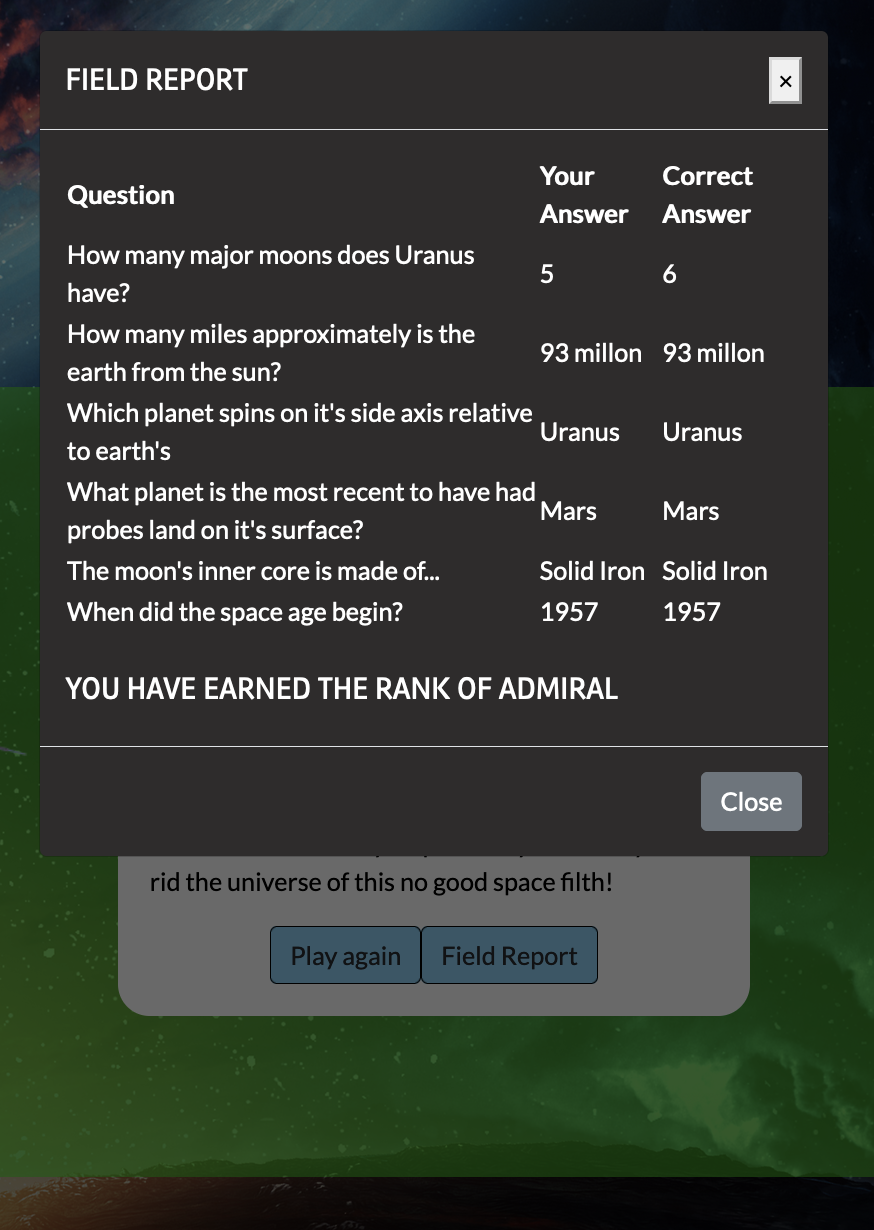 FIELD REPORT ×
Question Your Answer Correct Answer
How many major moons does Uranus
have? 5 6
How many miles approximately is the
earth from the sun? 93 millon 93 millon
Which planet spins on it's side axis relative
to earth's Uranus Uranus
What planet is the most recent to have had
probes land on it's surface? Mars Mars
The moon's inner core is made of... Solid Iron Solid Iron
When did the space age begin? 1957 1957
YOU HAVE EARNED THE RANK OF ADMIRAL
Close
rid the universe of this no good space filth!
Play again Field Report